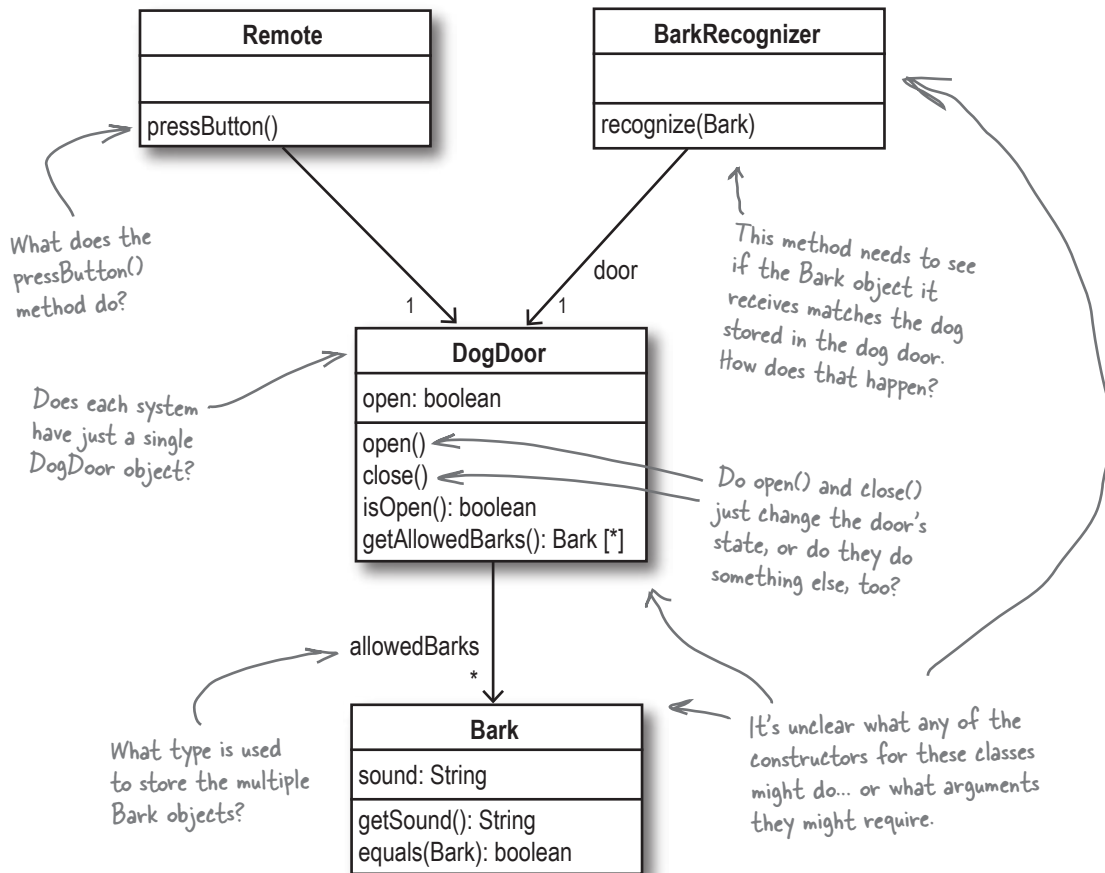 Remote
pressButton()
BarkRecognizer
recognize(Bark)
What does the
pressButton()
method do?
This method needs to see
if the Bark object it
receives matches the dog
stored in the dog door.
How does that happen?
door
1
1
DogDoor
open: boolean
open()
close()
isOpen(): boolean
getAllowedBarks(): Bark [*]
Does each system
have just a single
DogDoor object?
Do open() and close()
just change the door's
state, or do they do
something else, too?
allowedBarks
*
What type is used
to store the multiple
Bark objects?
Bark
sound: String
getSound(): String
equals(Bark): boolean
It's unclear what any of the
constructors for these classes
might do... or what arguments
they might require.